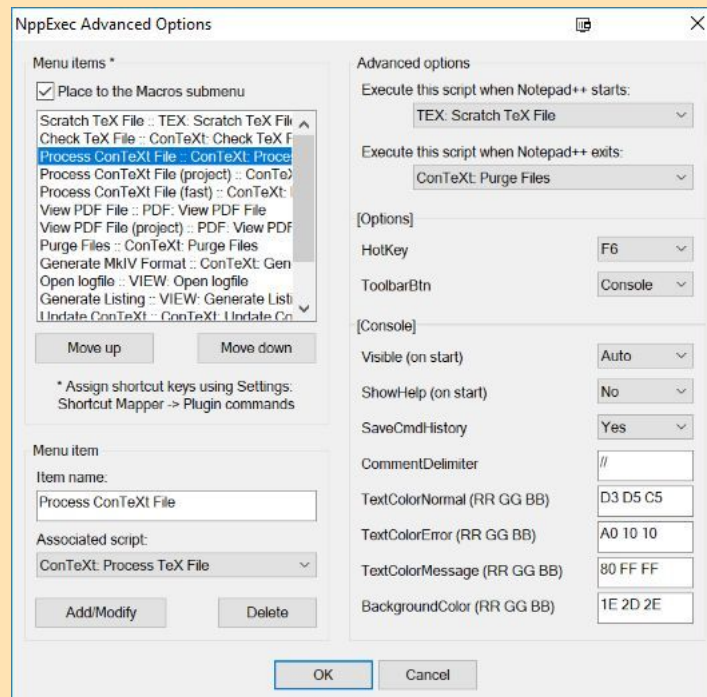 NppExec Advanced Options
Menu items *
Place to the Macros submenu
Scratch TeX File :: TEX: Scratch TeX File
Check TeX File :: ConTeXt: Check TeX F
Process ConTeXt File :: ConTeXt: Proces
Process ConTeXt File (project) :: ConTeX
Process ConTeXt File (fast) :: ConTeXt:
View PDF File :: PDF: View PDF File
View PDF File (project) :: PDF: View PDF
Purge Files :: ConTeXt: Purge Files
Generate MkIV Format :: ConTeXt: Gen
Open logfile :: VIEW: Open logfile
Generate Listing :: VIEW: Generate Listi
Update ConTeXt :: ConTeXt: Update Co
Move up
Move down
* Assign shortcut keys using Settings:
Shortcut Mapper -> Plugin commands
Menu item
Item name:
Process ConTeXt File
Associated script:
ConTeXt: Process TeX File
Add/Modify
Delete
Advanced options
Execute this script when Notepad++ starts:
TEX: Scratch TeX File
Execute this script when Notepad++ exits:
ConTeXt: Purge Files
[Options]
HotKey F6
ToolbarBtn Console
[Console]
Visible (on start) Auto
ShowHelp (on start) No
SaveCmdHistory Yes
CommentDelimiter //
TextColorNormal (RR GG BB) D3 D5 C5
TextColorError (RR GG BB) A0 10 10
TextColorMessage (RR GG BB) 80 FF FF
BackgroundColor (RR GG BB) 1E 2D 2E
OK
Cancel